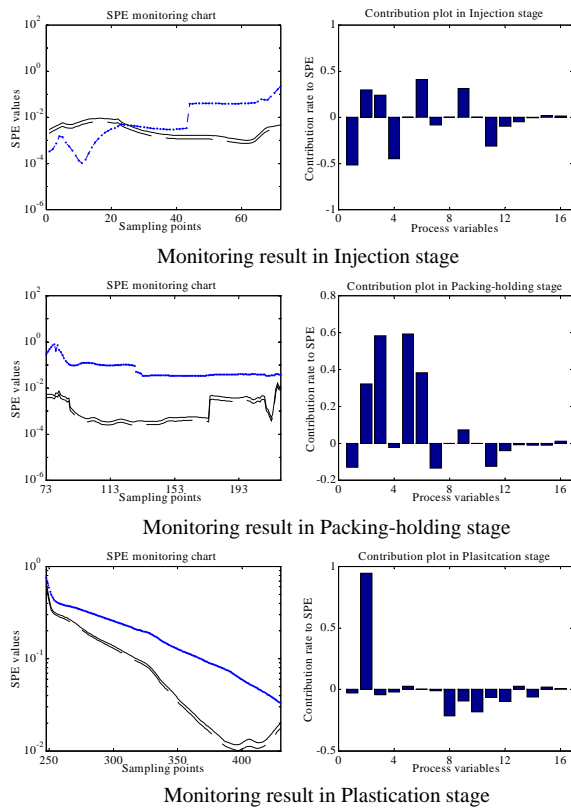 SPE monitoring chart
Contribution plot in Injection stage
10^2
10^0
10^-2
10^-4
10^-6
SPE values
0
20
40
60
Sampling points
1
0.5
0
-0.5
-1
Contribution rate to SPE
0
4
8
12
16
Process variables
Monitoring result in Injection stage
SPE monitoring chart
Contribution plot in Packing-holding stage
10^2
10^0
10^-2
10^-4
10^-6
SPE values
73
113
153
193
Sampling points
0.8
0.6
0.4
0.2
0
-0.2
Contribution rate to SPE
0
4
8
12
16
Process variables
Monitoring result in Packing-holding stage
SPE monitoring chart
Contribution plot in Plasitcation stage
10^0
10^-1
10^-2
SPE values
248
300
350
400
Sampling points
1
0.5
0
-0.5
Contribution rate to SPE
0
4
8
12
16
Process variables
Monitoring result in Plastication stage